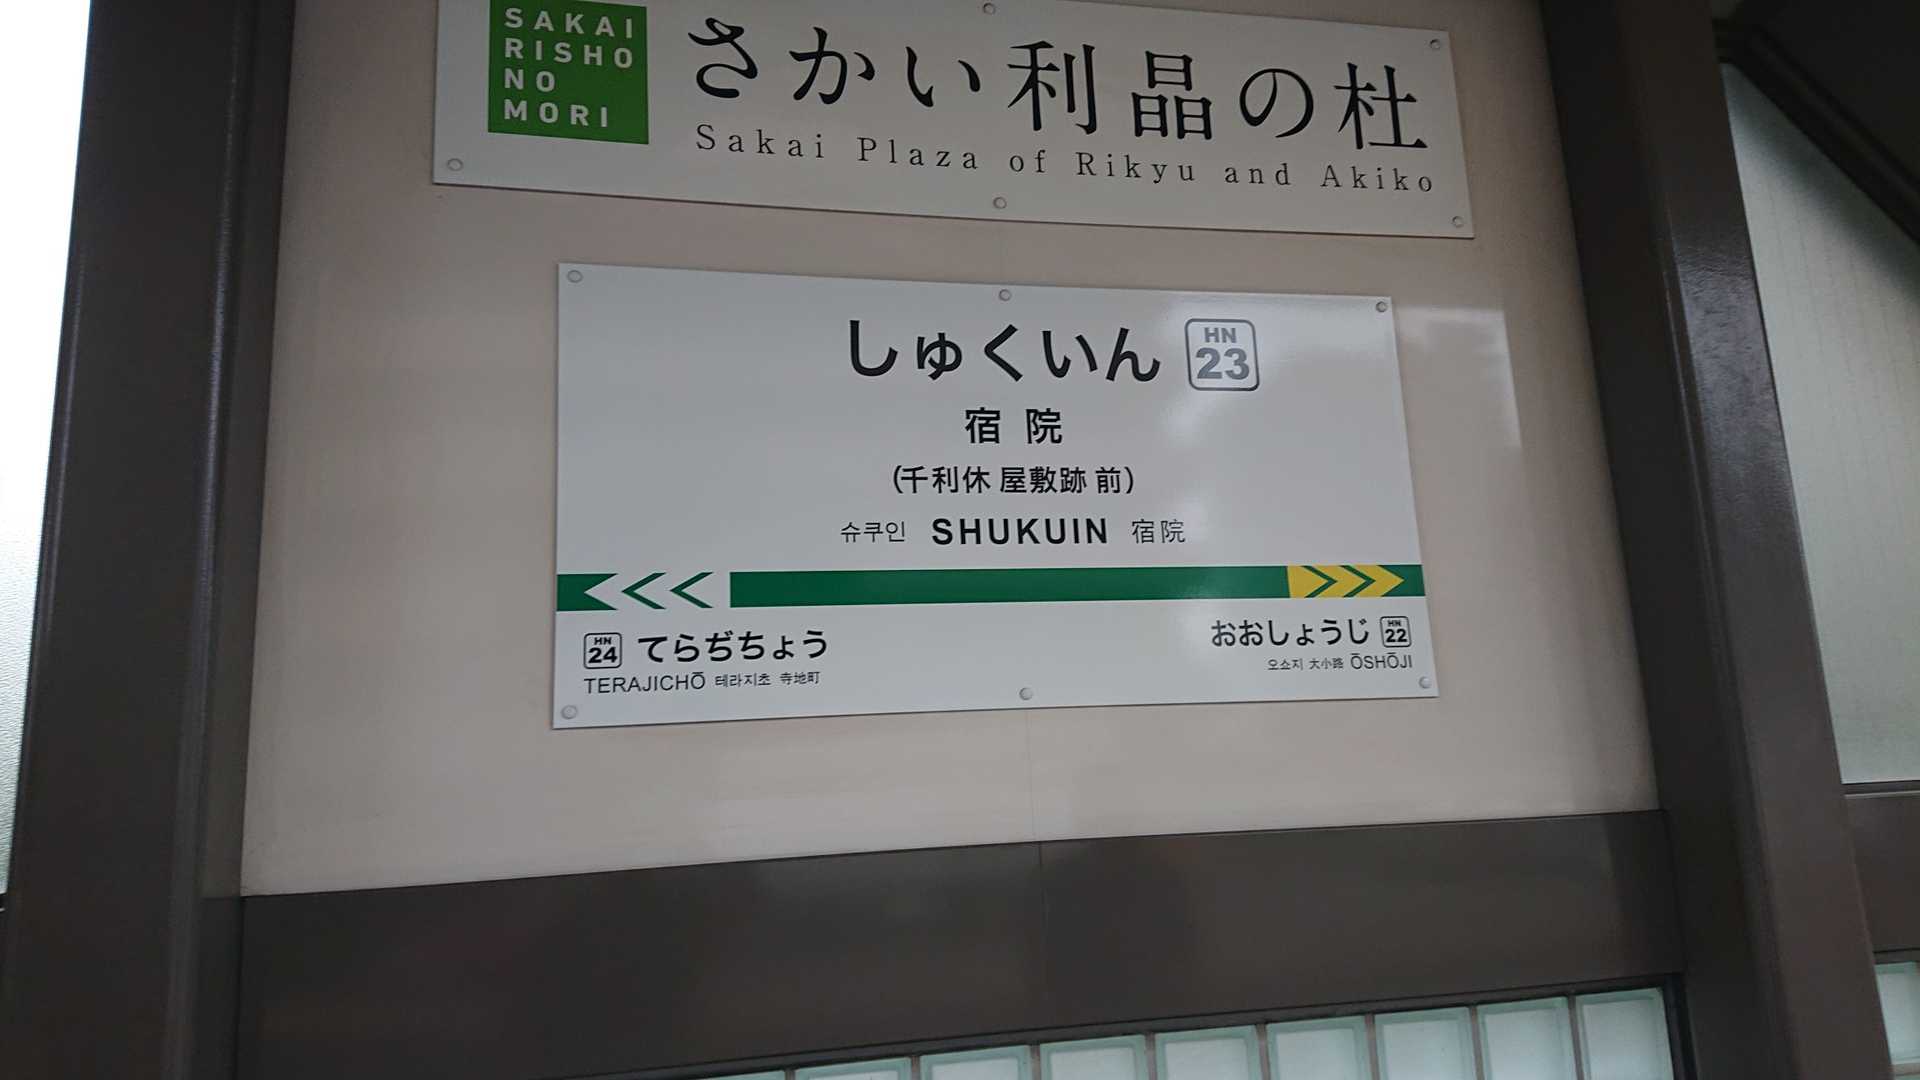 SAKAI
RISHO
NO
MORI
さかい利晶の杜
Sakai Plaza of Rikyu and Akiko
しゅくいん HN 23
宿院
(千利休 屋敷跡 前)
슈쿠인 SHUKUIN 宿院
HN 24 てらぢちょう
TERAJICHŌ 테라지초 寺地町
おおしょうじ HN 22
오소지 大小路 ŌSHŌJI